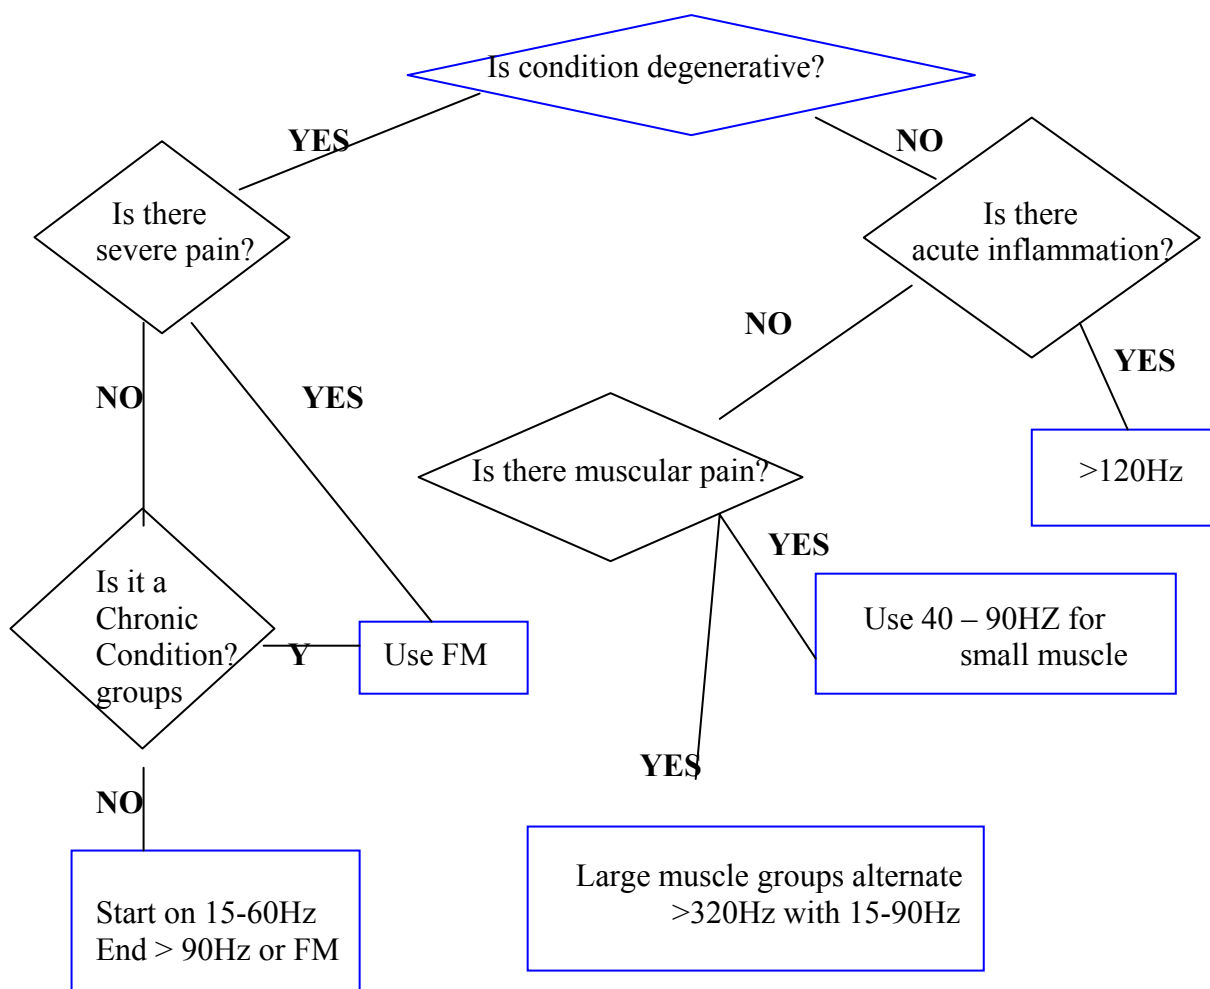 Is condition degenerative?
YES
NO
Is there
severe pain?
Is there
acute inflammation?
NO
YES
NO
YES
Is there muscular pain?
>120Hz
YES
Is it a
Chronic
Condition?
groups
Y
Use FM
Use 40 – 90HZ for
small muscle
YES
NO
Large muscle groups alternate
>320Hz with 15-90Hz
Start on 15-60Hz
End > 90Hz or FM